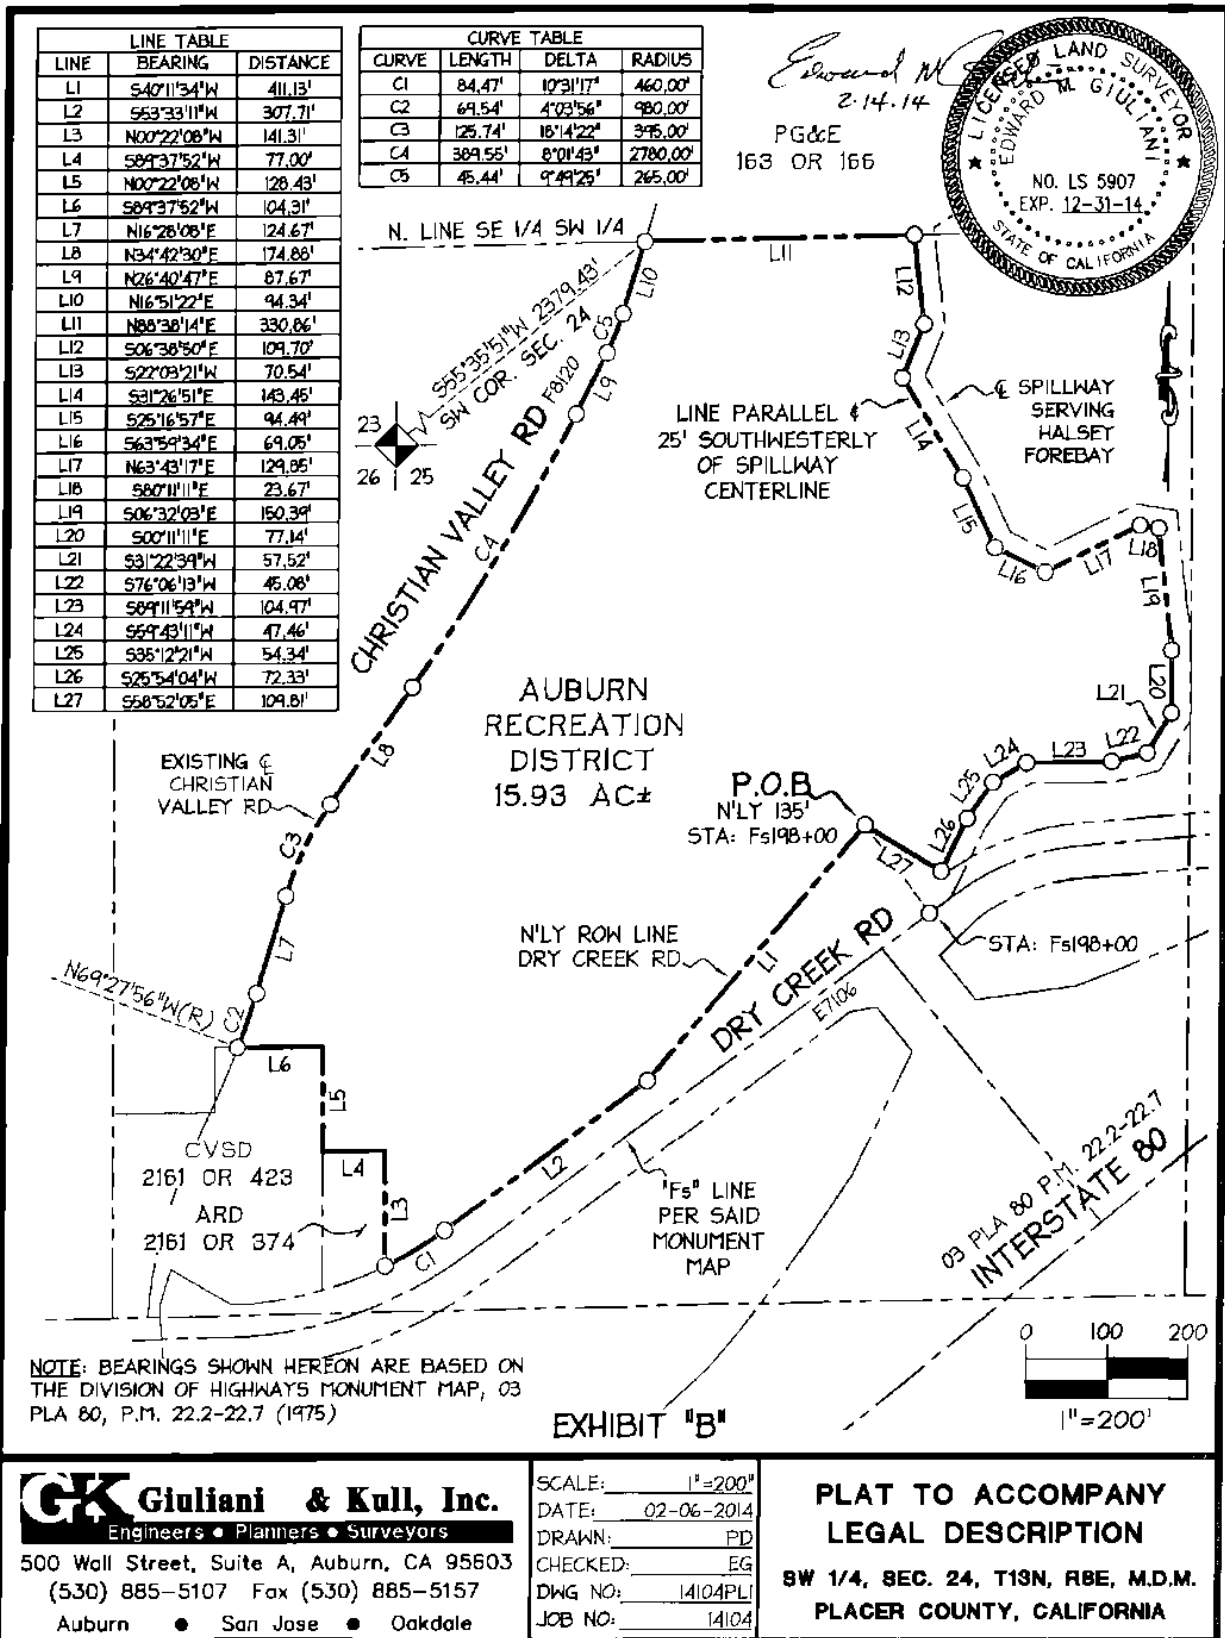 LINE TABLE
LINE BEARING DISTANCE
L1 S40°11'34"W 411.13'
L2 S53°33'11"W 307.71'
L3 N00°22'08"W 141.31'
L4 S89°37'52"W 77.00'
L5 N00°22'08"W 128.43'
L6 S89°37'52"W 104.31'
L7 N16°28'08"E 124.67'
L8 N34°42'30"E 174.88'
L9 N26°40'47"E 87.67'
L10 N16°51'22"E 94.34'
L11 N88°38'14"E 330.86'
L12 S06°38'50"E 109.70'
L13 S22°03'21"W 70.54'
L14 S31°26'51"E 143.45'
L15 S25°16'57"E 94.49'
L16 S63°59'34"E 69.05'
L17 N63°43'17"E 129.85'
L18 S80°11'11"E 23.67'
L19 S06°32'03"E 150.39'
L20 S00°11'11"E 77.14'
L21 S31°22'39"W 57.52'
L22 S76°06'13"W 45.08'
L23 S89°11'59"W 104.97'
L24 S59°43'11"W 47.46'
L25 S35°12'21"W 54.34'
L26 S25°54'04"W 72.33'
L27 S58°52'05"E 109.81'
CURVE TABLE
CURVE LENGTH DELTA RADIUS
C1 84.47' 10°31'17" 460.00'
C2 69.54' 4°03'56" 980.00'
C3 125.74' 18°14'22" 395.00'
C4 389.55' 8°01'43" 2780.00'
C5 45.44' 9°49'25" 265.00'
2.14.14
LICENSED LAND SURVEYOR
EDWARD M. GIULIANI
NO. LS 5907
EXP. 12-31-14
STATE OF CALIFORNIA
PG&E
163 OR 166
N. LINE SE 1/4 SW 1/4
L11
L10
L12
S55°35'51"W 2379.43'
SW COR. SEC. 24
C5
L13
23
26 25
CHRISTIAN VALLEY RD F8120
L9
LINE PARALLEL &
25' SOUTHWESTERLY
OF SPILLWAY
CENTERLINE
L14
℄ SPILLWAY
SERVING
HALSEY
FOREBAY
C4
L15
L16
L17
L18
L19
L20
AUBURN
RECREATION
DISTRICT
15.93 AC±
L21
L8
EXISTING ℄
CHRISTIAN
VALLEY RD
C3
P.O.B.
N'LY 135'
STA: Fs198+00
L25
L24
L23
L22
L26
L27
N'LY ROW LINE
DRY CREEK RD
L1
DRY CREEK RD
E7106
STA: Fs198+00
L7
N69°27'56"W(R)
C2
L6
L5
CVSD
2161 OR 423
L4
L2
ARD
2161 OR 374
L3
C1
"Fs" LINE
PER SAID
MONUMENT
MAP
03 PLA 80 P.M. 22.2-22.7
INTERSTATE 80
0 100 200
1"=200'
NOTE: BEARINGS SHOWN HEREON ARE BASED ON
THE DIVISION OF HIGHWAYS MONUMENT MAP, 03
PLA 80, P.M. 22.2-22.7 (1975)
EXHIBIT "B"
GK Giuliani & Kull, Inc.
Engineers ● Planners ● Surveyors
500 Wall Street, Suite A, Auburn, CA 95603
(530) 885-5107 Fax (530) 885-5157
Auburn ● San Jose ● Oakdale
SCALE: 1"=200"
DATE: 02-06-2014
DRAWN: PD
CHECKED: EG
DWG NO: 14104PL1
JOB NO: 14104
PLAT TO ACCOMPANY
LEGAL DESCRIPTION
SW 1/4, SEC. 24, T13N, R8E, M.D.M.
PLACER COUNTY, CALIFORNIA